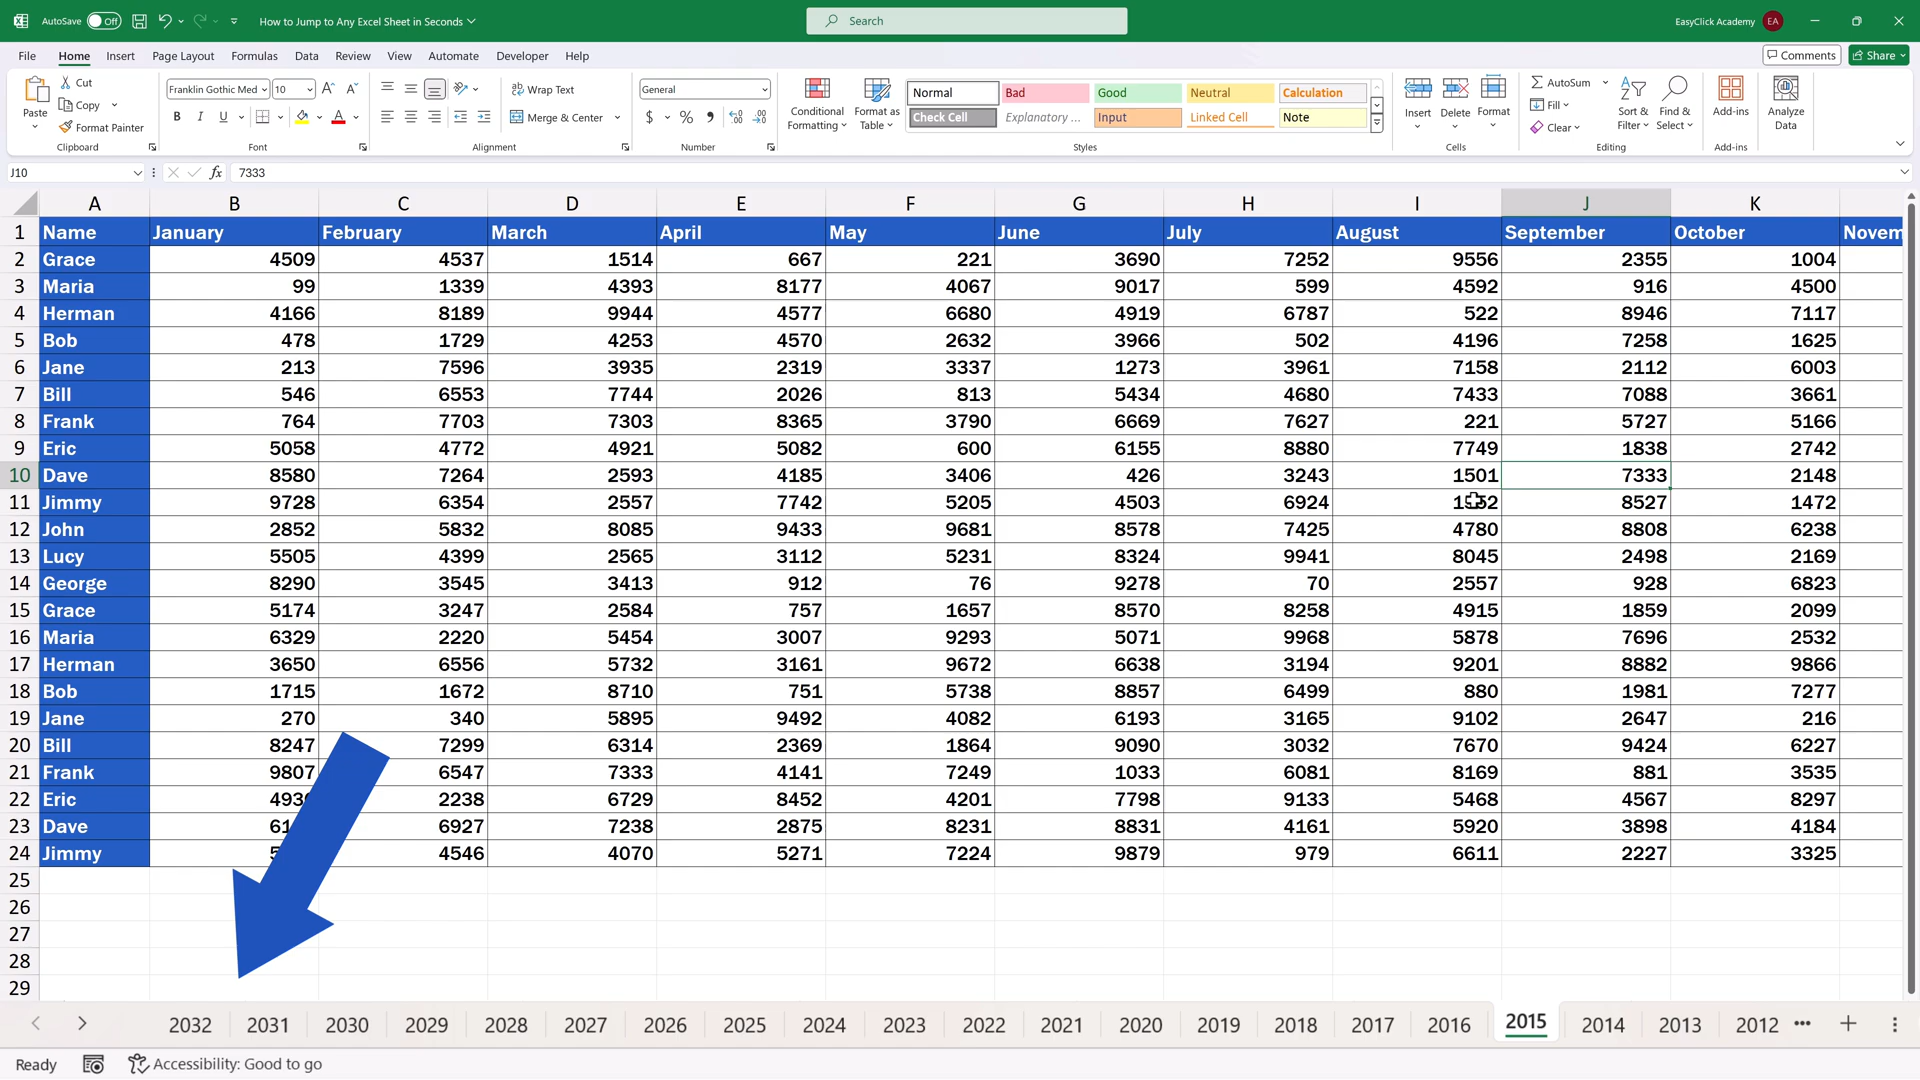 AutoSave Off How to Jump to Any Excel Sheet in Seconds Search EasyClick Academy EA
File Home Insert Page Layout Formulas Data Review View Automate Developer Help Comments Share
Paste Cut Copy Format Painter Clipboard
Franklin Gothic Med 10 B I U A Font
Wrap Text Merge & Center Alignment
General $ % Number
Conditional Formatting Format as Table
Normal Bad Good Neutral Calculation
Check Cell Explanatory ... Input Linked Cell Note
Styles
Insert Delete Format Cells
AutoSum Fill Clear Sort & Filter Find & Select Editing
Add-ins Add-ins
Analyze Data
J10 fx 7333
A B C D E F G H I J K
1 Name January February March April May June July August September October Novem
2 Grace 4509 4537 1514 667 221 3690 7252 9556 2355 1004
3 Maria 99 1339 4393 8177 4067 9017 599 4592 916 4500
4 Herman 4166 8189 9944 4577 6680 4919 6787 522 8946 7117
5 Bob 478 1729 4253 4570 2632 3966 502 4196 7258 1625
6 Jane 213 7596 3935 2319 3337 1273 3961 7158 2112 6003
7 Bill 546 6553 7744 2026 813 5434 4680 7433 7088 3661
8 Frank 764 7703 7303 8365 3790 6669 7627 221 5727 5166
9 Eric 5058 4772 4921 5082 600 6155 8880 7749 1838 2742
10 Dave 8580 7264 2593 4185 3406 426 3243 1501 7333 2148
11 Jimmy 9728 6354 2557 7742 5205 4503 6924 8527 1472
12 John 2852 5832 8085 9433 9681 8578 7425 4780 8808 6238
13 Lucy 5505 4399 2565 3112 5231 8324 9941 8045 2498 2169
14 George 8290 3545 3413 912 76 9278 70 2557 928 6823
15 Grace 5174 3247 2584 757 1657 8570 8258 4915 1859 2099
16 Maria 6329 2220 5454 3007 9293 5071 9968 5878 7696 2532
17 Herman 3650 6556 5732 3161 9672 6638 3194 9201 8882 9866
18 Bob 1715 1672 8710 751 5738 8857 6499 880 1981 7277
19 Jane 270 340 5895 9492 4082 6193 3165 9102 2647 216
20 Bill 8247 7299 6314 2369 1864 9090 3032 7670 9424 6227
21 Frank 9807 6547 7333 4141 7249 1033 6081 8169 881 3535
22 Eric 2238 6729 8452 4201 7798 9133 5468 4567 8297
23 Dave 6927 7238 2875 8231 8831 4161 5920 3898 4184
24 Jimmy 4546 4070 5271 7224 9879 979 6611 2227 3325
25
26
27
28
29
2032 2031 2030 2029 2028 2027 2026 2025 2024 2023 2022 2021 2020 2019 2018 2017 2016 2015 2014 2013 2012 ...
Ready Accessibility: Good to go